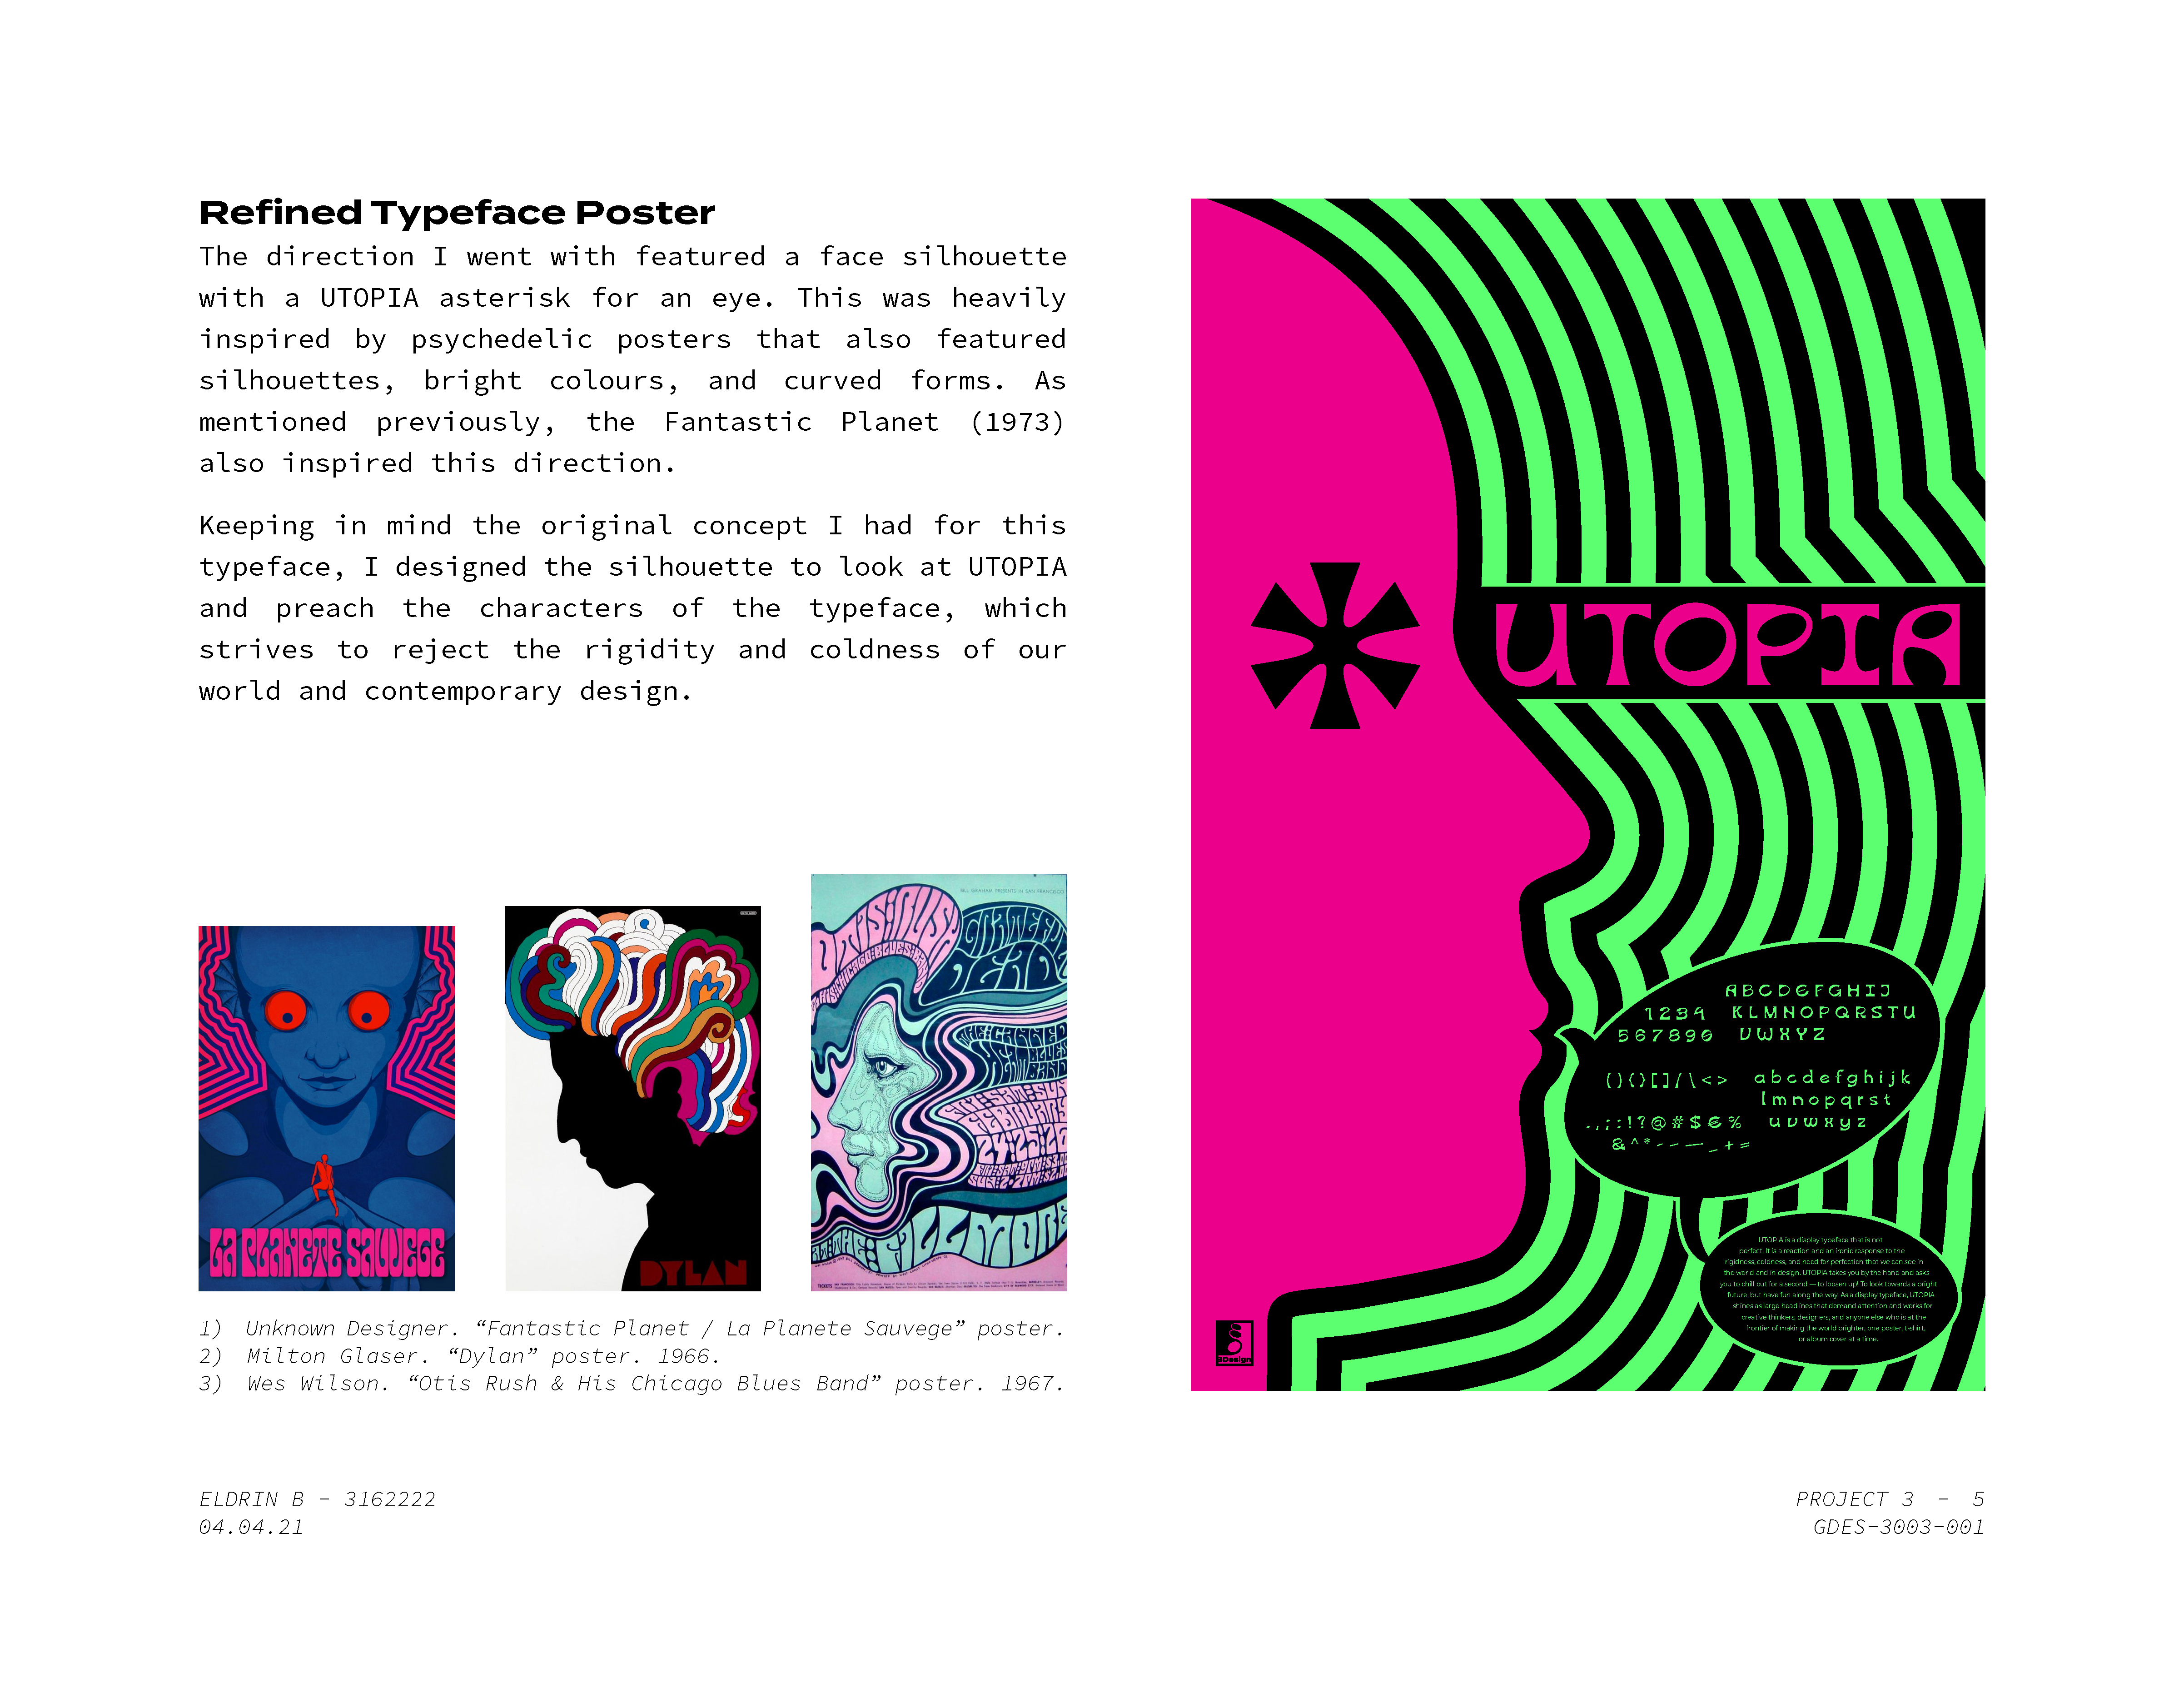 Refined Typeface Poster
The direction I went with featured a face silhouette
with a UTOPIA asterisk for an eye. This was heavily
inspired by psychedelic posters that also featured
silhouettes, bright colours, and curved forms. As
mentioned previously, the Fantastic Planet (1973)
also inspired this direction.
Keeping in mind the original concept I had for this
typeface, I designed the silhouette to look at UTOPIA
and preach the characters of the typeface, which
strives to reject the rigidity and coldness of our
world and contemporary design.
LA PLANETE SAUVEGE
DYLAN
BILL GRAHAM PRESENTS IN SAN FRANCISCO
OTIS RUSH
GRATEFUL
DEAD
THE CANNED
HEAT
FRI SAT SUN
FEBRUARY
24 25 26
FILLMORE
TICKETS
1) Unknown Designer. “Fantastic Planet / La Planete Sauvege” poster.
2) Milton Glaser. “Dylan” poster. 1966.
3) Wes Wilson. “Otis Rush & His Chicago Blues Band” poster. 1967.
UTOPIA
ABCDEFGHIJ
1234 KLMNOPQRSTU
567890 VWXYZ
(){}[]/\<> abcdefghijk
lmnopqrst
.,;:!?@#$€% uvwxyz
&^*-–—_+=
UTOPIA is a display typeface that is not
perfect. It is a reaction and an ironic response to the
rigidness, coldness, and need for perfection that we can see in
the world and in design. UTOPIA takes you by the hand and asks
you to chill out for a second — to loosen up! To look towards a bright
future, but have fun along the way. As a display typeface, UTOPIA
shines as large headlines that demand attention and works for
creative thinkers, designers, and anyone else who is at the
frontier of making the world brighter, one poster, t-shirt,
or album cover at a time.
3Design
ELDRIN B - 3162222
04.04.21
PROJECT 3 - 5
GDES-3003-001